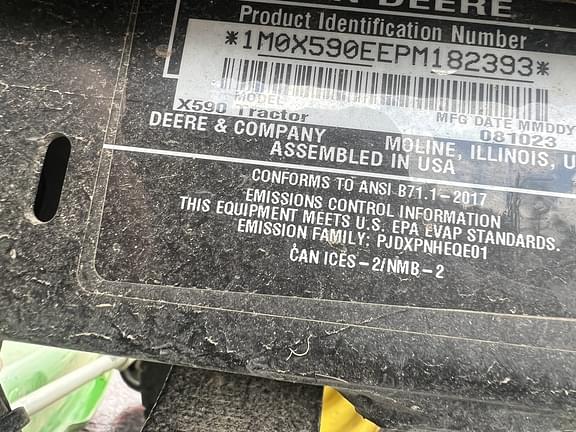 DEERE
Product Identification Number
*1M0X590EEPM182393*
MODEL
X590 Tractor
MFG DATE MMDDY
081023
DEERE & COMPANY
MOLINE, ILLINOIS, U
ASSEMBLED IN USA
CONFORMS TO ANSI B71.1-2017
EMISSIONS CONTROL INFORMATION
THIS EQUIPMENT MEETS U.S. EPA EVAP STANDARDS.
EMISSION FAMILY: PJDXPNHEQE01
CAN ICES-2/NMB-2